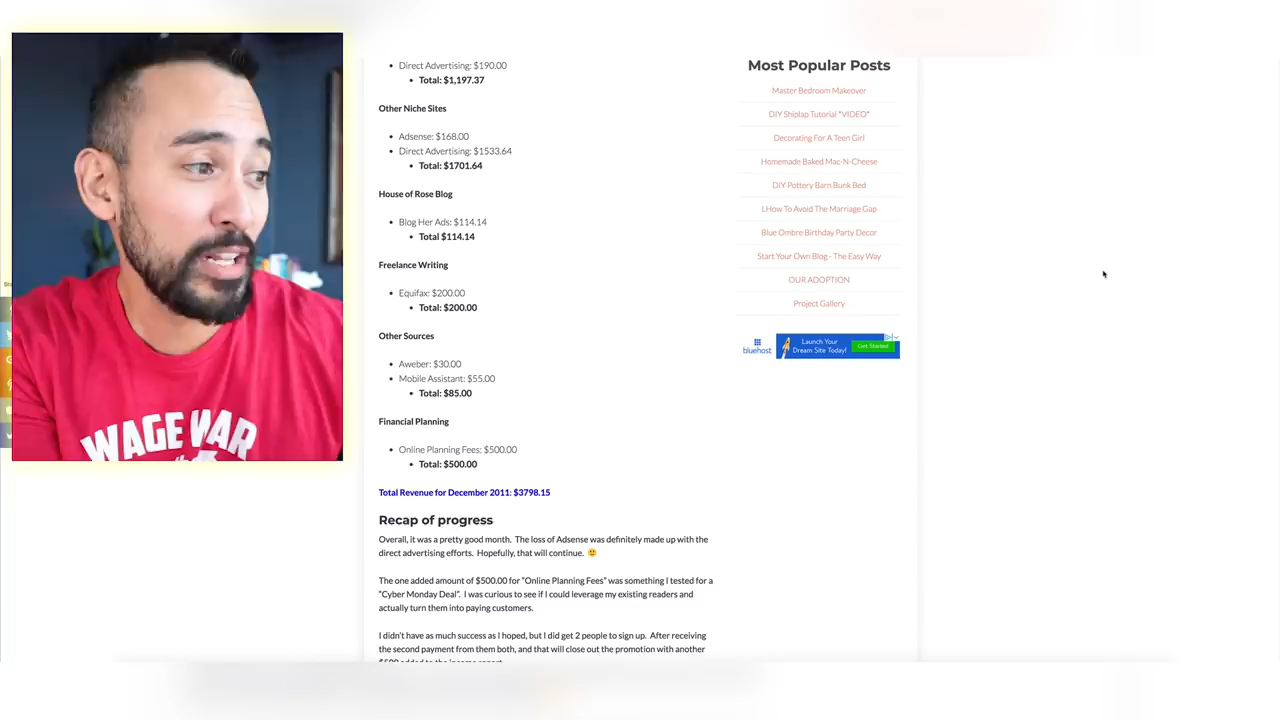 Direct Advertising: $190.00
Total: $1,197.37
Other Niche Sites
Adsense: $168.00
Direct Advertising: $1533.64
Total: $1701.64
House of Rose Blog
Blog Her Ads: $114.14
Total $114.14
Freelance Writing
Equifax: $200.00
Total: $200.00
Other Sources
Aweber: $30.00
Mobile Assistant: $55.00
Total: $85.00
Financial Planning
Online Planning Fees: $500.00
Total: $500.00
Total Revenue for December 2011: $3798.15
Recap of progress
Overall, it was a pretty good month. The loss of Adsense was definitely made up with the
direct advertising efforts. Hopefully, that will continue.
The one added amount of $500.00 for "Online Planning Fees" was something I tested for a
"Cyber Monday Deal". I was curious to see if I could leverage my existing readers and
actually turn them into paying customers.
I didn't have as much success as I hoped, but I did get 2 people to sign up. After receiving
the second payment from them both, and that will close out the promotion with another
Most Popular Posts
Master Bedroom Makeover
DIY Shiplap Tutorial *VIDEO*
Decorating For A Teen Girl
Homemade Baked Mac-N-Cheese
DIY Pottery Barn Bunk Bed
LHow To Avoid The Marriage Gap
Blue Ombre Birthday Party Decor
Start Your Own Blog - The Easy Way
OUR ADOPTION
Project Gallery
bluehost
Launch Your
Dream Site Today!
Get Started
WAGE WAR